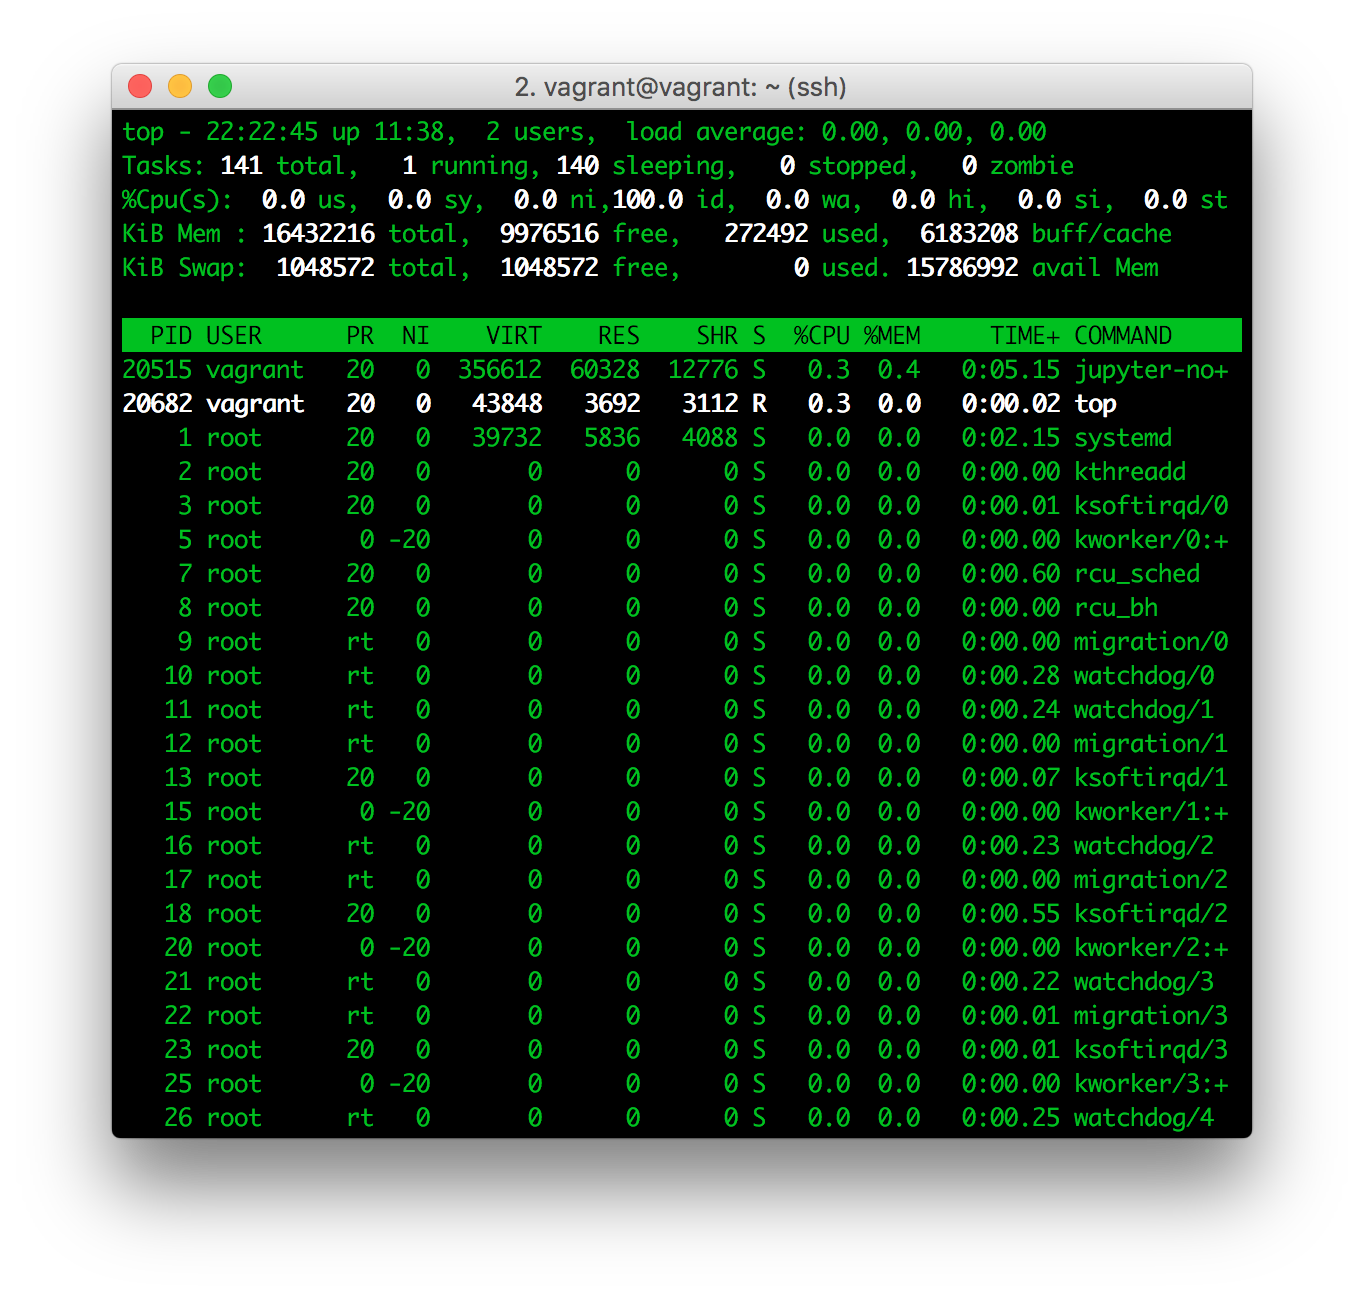 2. vagrant@vagrant: ~ (ssh)
top - 22:22:45 up 11:38,  2 users,  load average: 0.00, 0.00, 0.00
Tasks: 141 total,   1 running, 140 sleeping,   0 stopped,   0 zombie
%Cpu(s):  0.0 us,  0.0 sy,  0.0 ni,100.0 id,  0.0 wa,  0.0 hi,  0.0 si,  0.0 st
KiB Mem : 16432216 total,  9976516 free,   272492 used,  6183208 buff/cache
KiB Swap:  1048572 total,  1048572 free,        0 used. 15786992 avail Mem
  PID USER      PR  NI    VIRT    RES    SHR S  %CPU %MEM     TIME+ COMMAND
20515 vagrant   20   0  356612  60328  12776 S   0.3  0.4   0:05.15 jupyter-no+
20682 vagrant   20   0   43848   3692   3112 R   0.3  0.0   0:00.02 top
    1 root      20   0   39732   5836   4088 S   0.0  0.0   0:02.15 systemd
    2 root      20   0       0      0      0 S   0.0  0.0   0:00.00 kthreadd
    3 root      20   0       0      0      0 S   0.0  0.0   0:00.01 ksoftirqd/0
    5 root       0 -20       0      0      0 S   0.0  0.0   0:00.00 kworker/0:+
    7 root      20   0       0      0      0 S   0.0  0.0   0:00.60 rcu_sched
    8 root      20   0       0      0      0 S   0.0  0.0   0:00.00 rcu_bh
    9 root      rt   0       0      0      0 S   0.0  0.0   0:00.00 migration/0
   10 root      rt   0       0      0      0 S   0.0  0.0   0:00.28 watchdog/0
   11 root      rt   0       0      0      0 S   0.0  0.0   0:00.24 watchdog/1
   12 root      rt   0       0      0      0 S   0.0  0.0   0:00.00 migration/1
   13 root      20   0       0      0      0 S   0.0  0.0   0:00.07 ksoftirqd/1
   15 root       0 -20       0      0      0 S   0.0  0.0   0:00.00 kworker/1:+
   16 root      rt   0       0      0      0 S   0.0  0.0   0:00.23 watchdog/2
   17 root      rt   0       0      0      0 S   0.0  0.0   0:00.00 migration/2
   18 root      20   0       0      0      0 S   0.0  0.0   0:00.55 ksoftirqd/2
   20 root       0 -20       0      0      0 S   0.0  0.0   0:00.00 kworker/2:+
   21 root      rt   0       0      0      0 S   0.0  0.0   0:00.22 watchdog/3
   22 root      rt   0       0      0      0 S   0.0  0.0   0:00.01 migration/3
   23 root      20   0       0      0      0 S   0.0  0.0   0:00.01 ksoftirqd/3
   25 root       0 -20       0      0      0 S   0.0  0.0   0:00.00 kworker/3:+
   26 root      rt   0       0      0      0 S   0.0  0.0   0:00.25 watchdog/4